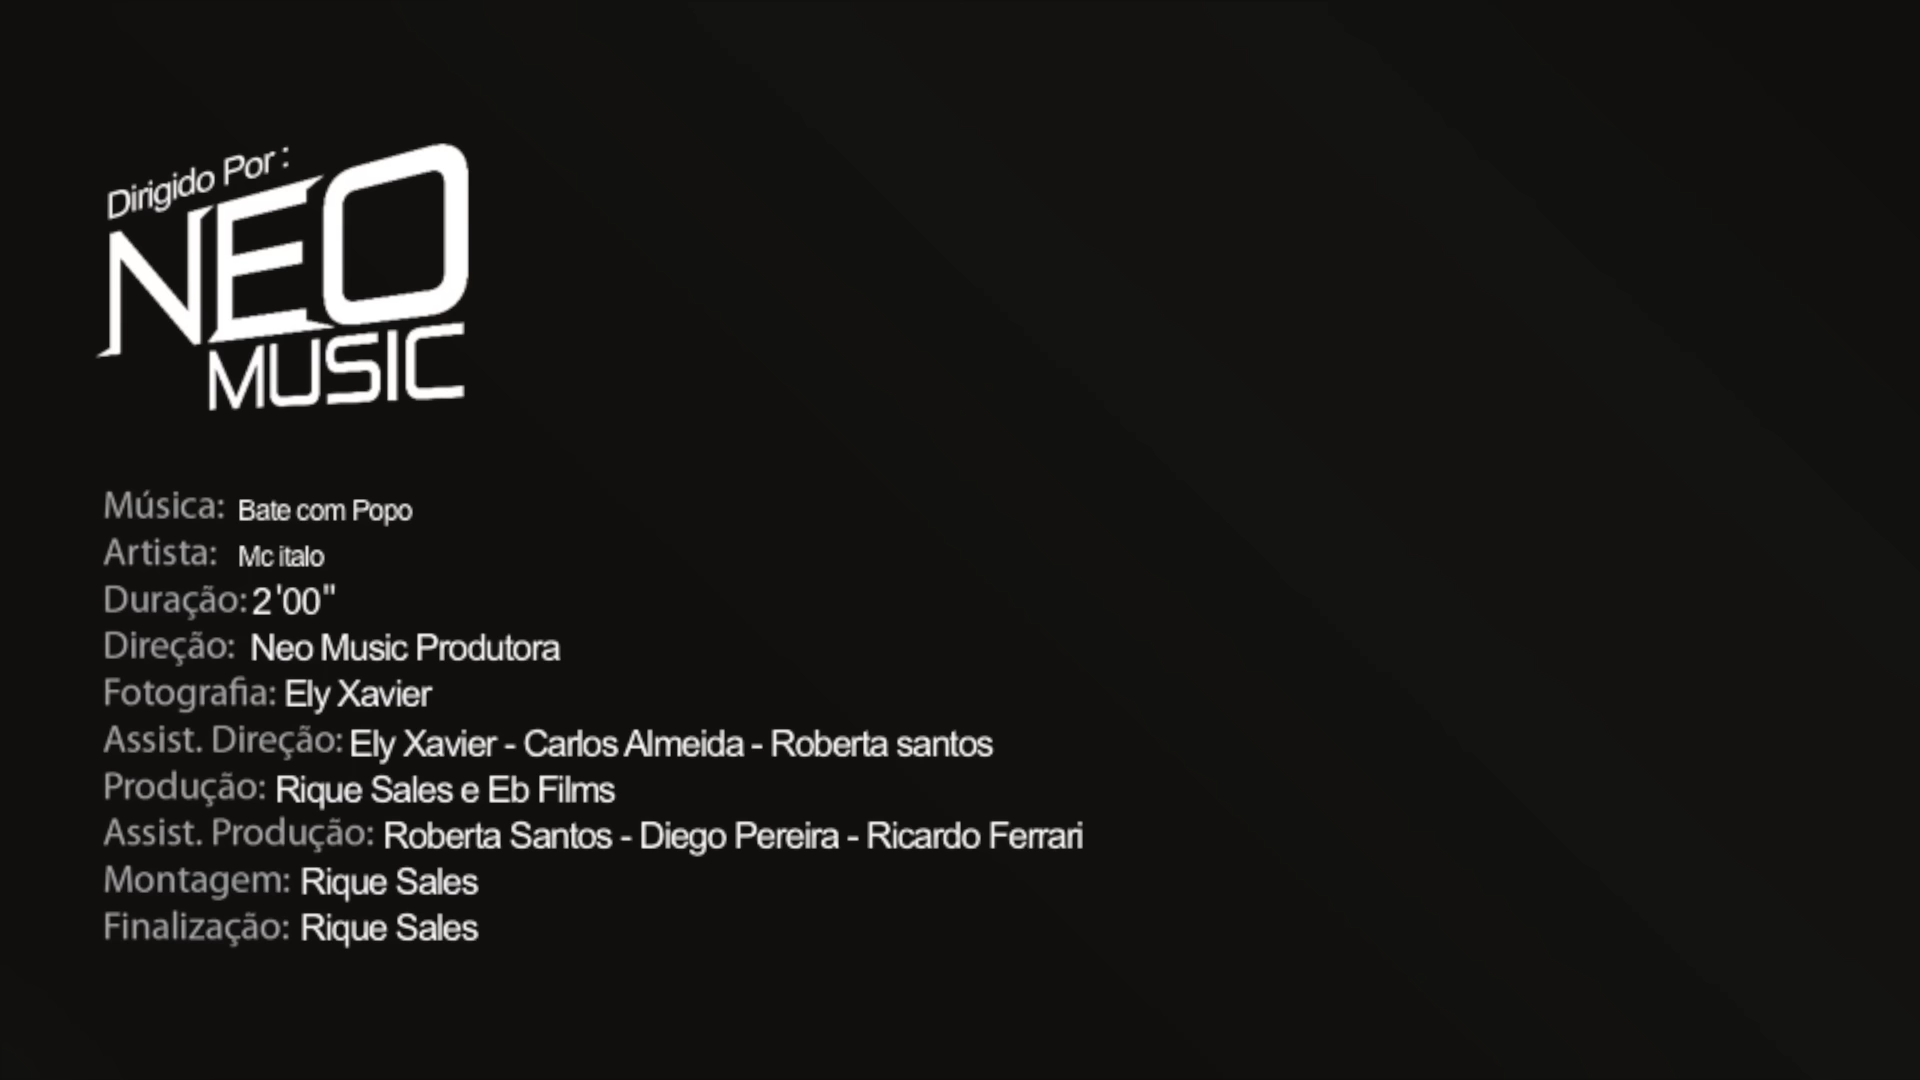 Dirigido Por :
NEO
MUSIC
Música: Bate com Popo
Artista: Mc italo
Duração: 2'00"
Direção: Neo Music Produtora
Fotografia: Ely Xavier
Assist. Direção: Ely Xavier - Carlos Almeida - Roberta santos
Produção: Rique Sales e Eb Films
Assist. Produção: Roberta Santos - Diego Pereira - Ricardo Ferrari
Montagem: Rique Sales
Finalização: Rique Sales